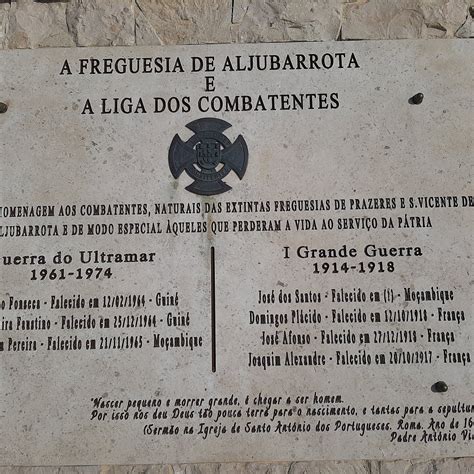 A FREGUESIA DE ALJUBARROTA
E
A LIGA DOS COMBATENTES
HOMENAGEM AOS COMBATENTES, NATURAIS DAS EXTINTAS FREGUESIAS DE PRAZERES E S.VICENTE DE
ALJUBARROTA E DE MODO ESPECIAL ÀQUELES QUE PERDERAM A VIDA AO SERVIÇO DA PÁTRIA
uerra do Ultramar
1961-1974
o Fonseca - Falecido em 12/02/1964 - Guiné
ira Faustino - Falecido em 25/12/1964 - Guiné
Pereira - Falecido em 21/11/1965 - Moçambique
I Grande Guerra
1914-1918
José dos Santos - Falecido em (?) - Moçambique
Domingos Plácido - Falecido em 12/10/1918 - França
José Afonso - Falecido em 27/12/1918 - França
Joaquim Alexandre - Falecido em 20/10/1917 - França
"Nascer pequeno e morrer grande, é chegar a ser homem.
Por isso nos deu Deus tão pouca terra para o nascimento, e tantas para a sepultur
(Sermão na Igreja de Santo António dos Portugueses. Roma, Ano de 16
Padre António Vi